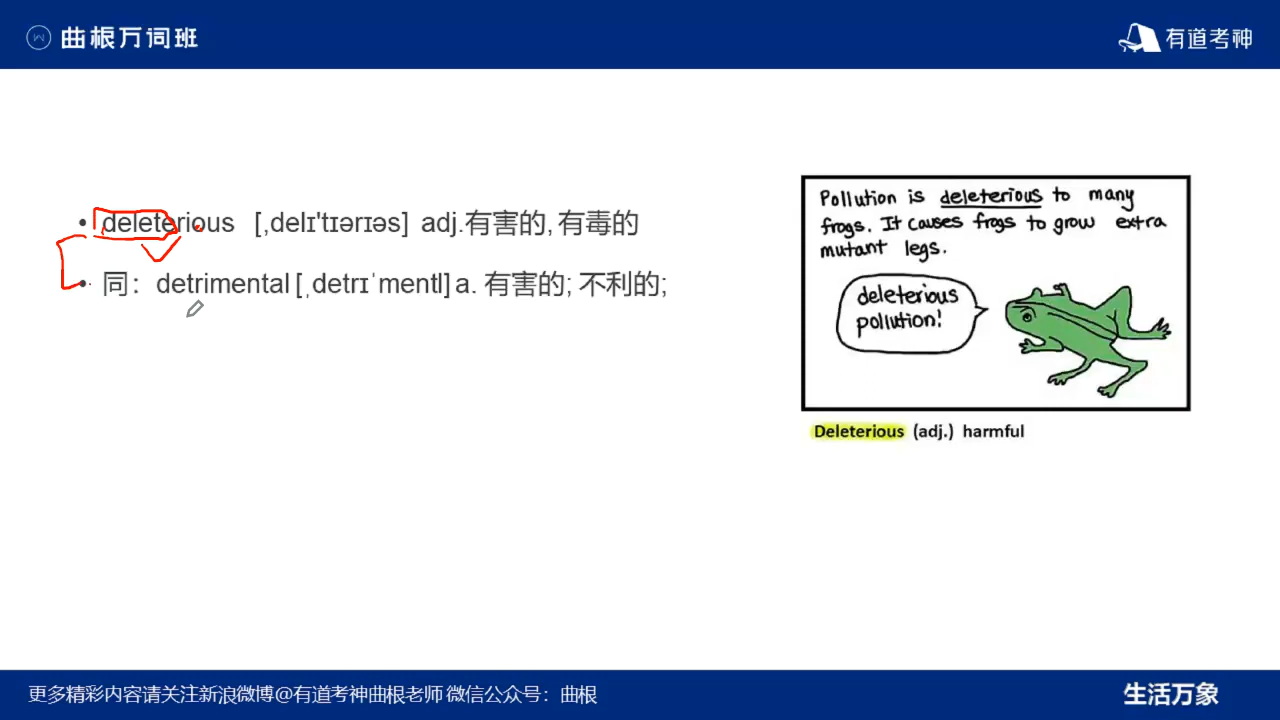 曲根万词班
有道考神
• deleterious [ˌdelɪ'tɪərɪəs] adj.有害的, 有毒的
• 同：detrimental [ˌdetrɪˈmentl] a. 有害的; 不利的;
Pollution is deleterious to many
frogs. It causes frogs to grow extra
mutant legs.
deleterious
pollution!
Deleterious (adj.) harmful
更多精彩内容请关注新浪微博@有道考神曲根老师 微信公众号：曲根
生活万象